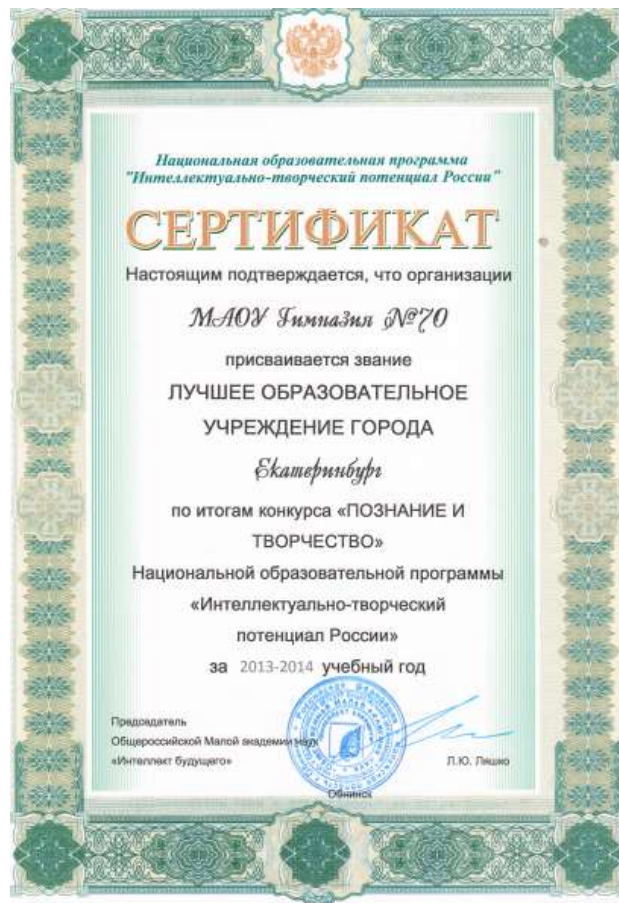 Национальная образовательная программа
"Интеллектуально-творческий потенциал России"
СЕРТИФИКАТ
Настоящим подтверждается, что организации
МАОУ Гимназия №70
присваивается звание
ЛУЧШЕЕ ОБРАЗОВАТЕЛЬНОЕ
УЧРЕЖДЕНИЕ ГОРОДА
Екатеринбург
по итогам конкурса «ПОЗНАНИЕ И
ТВОРЧЕСТВО»
Национальной образовательной программы
«Интеллектуально-творческий
потенциал России»
за 2013-2014 учебный год
Председатель
Общероссийской Малой академии наук
«Интеллект будущего»
Л.Ю. Ляшко
Обнинск